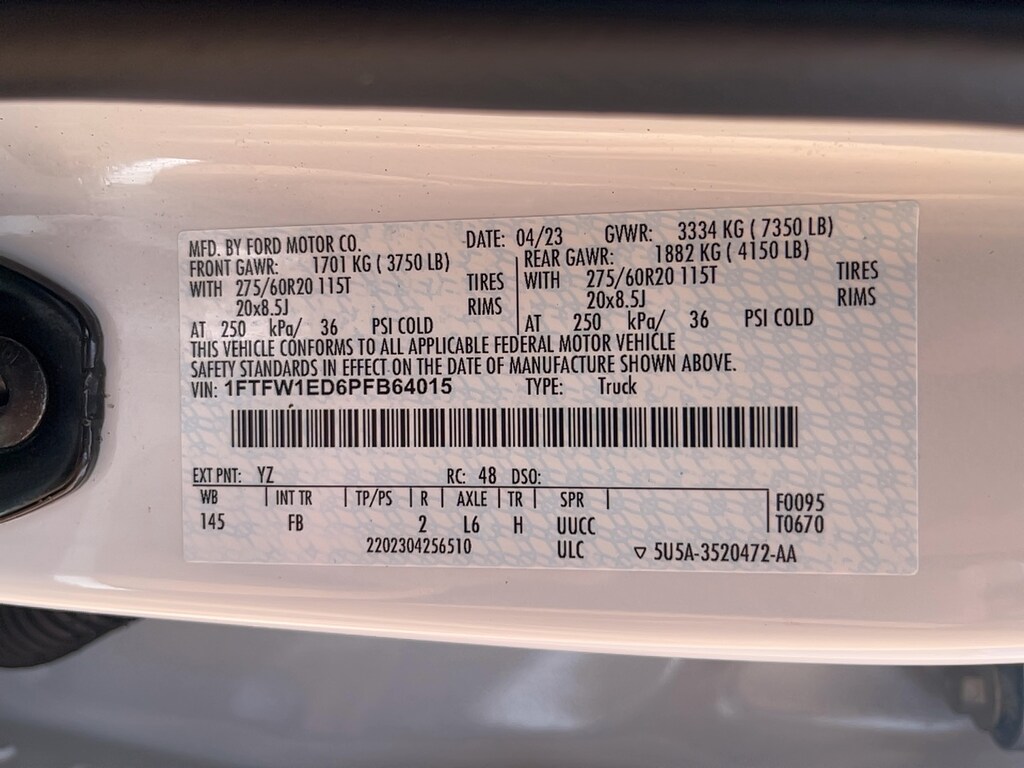 MFD. BY FORD MOTOR CO. DATE: 04/23 GVWR: 3334 KG ( 7350 LB)
FRONT GAWR: 1701 KG ( 3750 LB) REAR GAWR: 1882 KG ( 4150 LB)
WITH 275/60R20 115T TIRES WITH 275/60R20 115T TIRES
20x8.5J RIMS 20x8.5J RIMS
AT 250 kPa/ 36 PSI COLD AT 250 kPa/ 36 PSI COLD
THIS VEHICLE CONFORMS TO ALL APPLICABLE FEDERAL MOTOR VEHICLE
SAFETY STANDARDS IN EFFECT ON THE DATE OF MANUFACTURE SHOWN ABOVE.
VIN: 1FTFW1ED6PFB64015 TYPE: Truck
EXT PNT: YZ RC: 48 DSO:
WB INT TR TP/PS R AXLE TR SPR F0095
145 FB 2 L6 H UUCC T0670
2202304256510 ULC ▽ 5U5A-3520472-AA